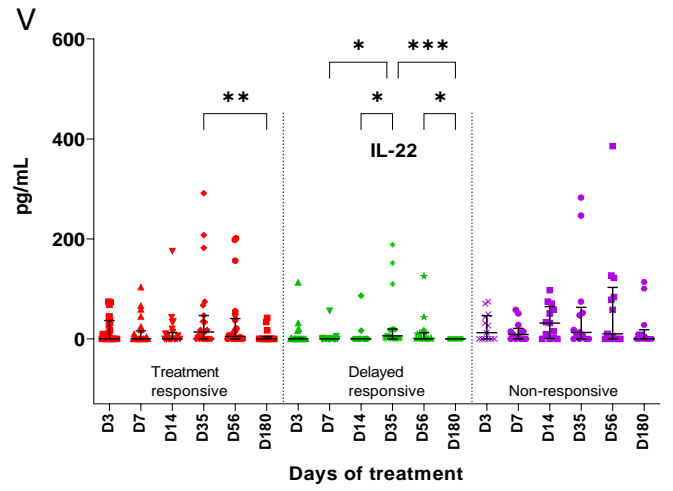 V
600
400
200
0
pg/mL
* ***
** * *
IL-22
Treatment responsive
Delayed responsive
Non-responsive
D3 D7 D14 D35 D56 D180 D3 D7 D14 D35 D56 D180 D3 D7 D14 D35 D56 D180
Days of treatment